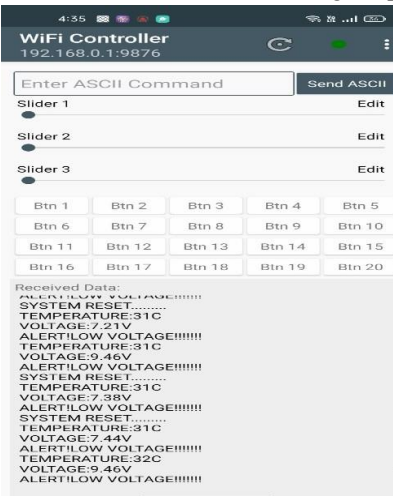 4:35
WiFi Controller
192.168.0.1:9876
Enter ASCII Command
Send ASCII
Slider 1 Edit
Slider 2 Edit
Slider 3 Edit
Btn 1 Btn 2 Btn 3 Btn 4 Btn 5
Btn 6 Btn 7 Btn 8 Btn 9 Btn 10
Btn 11 Btn 12 Btn 13 Btn 14 Btn 15
Btn 16 Btn 17 Btn 18 Btn 19 Btn 20
Received Data:
ALERT!LOW VOLTAGE!!!!!!!
SYSTEM RESET.........
TEMPERATURE:31C
VOLTAGE:7.21V
ALERT!LOW VOLTAGE!!!!!!!
TEMPERATURE:31C
VOLTAGE:9.46V
ALERT!LOW VOLTAGE!!!!!!!
SYSTEM RESET.........
TEMPERATURE:31C
VOLTAGE:7.38V
ALERT!LOW VOLTAGE!!!!!!!
SYSTEM RESET.........
TEMPERATURE:31C
VOLTAGE:7.44V
ALERT!LOW VOLTAGE!!!!!!!
TEMPERATURE:32C
VOLTAGE:9.46V
ALERT!LOW VOLTAGE!!!!!!!